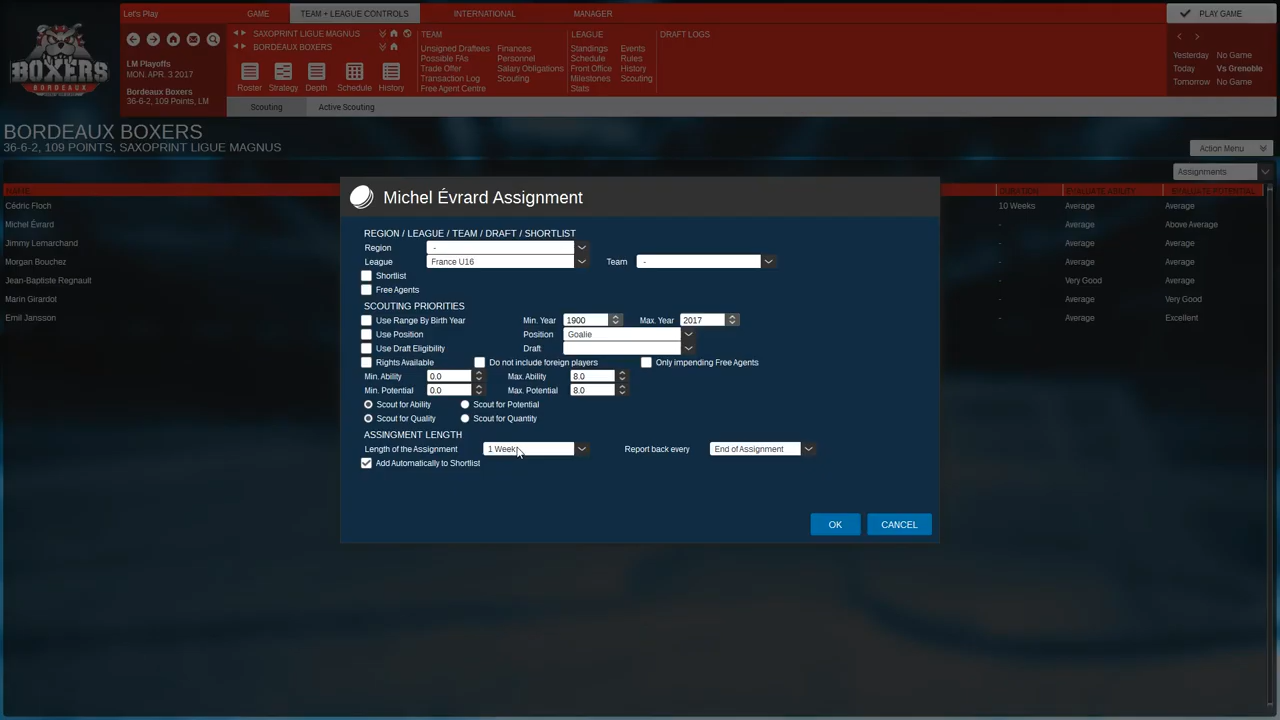 Let's Play
GAME
TEAM + LEAGUE CONTROLS
INTERNATIONAL
MANAGER
PLAY GAME
BOXERS
BORDEAUX
LM Playoffs
MON. APR. 3 2017
Bordeaux Boxers
36-6-2, 109 Points, LM
SAXOPRINT LIGUE MAGNUS
BORDEAUX BOXERS
Roster Strategy Depth Schedule History
TEAM
Unsigned Draftees Finances
Possible FAs Personnel
Trade Offer Salary Obligations
Transaction Log Scouting
Free Agent Centre
LEAGUE
Standings Events
Schedule Rules
Front Office History
Milestones Scouting
Stats
DRAFT LOGS
Yesterday No Game
Today Vs Grenoble
Tomorrow No Game
Scouting Active Scouting
BORDEAUX BOXERS
36-6-2, 109 POINTS, SAXOPRINT LIGUE MAGNUS
Action Menu
Assignments
NAME DURATION EVALUATE ABILITY EVALUATE POTENTIAL
Cédric Floch 10 Weeks Average Average
Michel Évrard - Average Above Average
Jimmy Lemarchand - Average Average
Morgan Bouchez - Average Average
Jean-Baptiste Regnault - Very Good Average
Marin Girardot - Average Very Good
Emil Jansson - Average Excellent
Michel Évrard Assignment
REGION / LEAGUE / TEAM / DRAFT / SHORTLIST
Region -
League France U16 Team -
Shortlist
Free Agents
SCOUTING PRIORITIES
Use Range By Birth Year Min. Year 1900 Max. Year 2017
Use Position Position Goalie
Use Draft Eligibility Draft
Rights Available Do not include foreign players Only impending Free Agents
Min. Ability 0.0 Max. Ability 8.0
Min. Potential 0.0 Max. Potential 8.0
Scout for Ability Scout for Potential
Scout for Quality Scout for Quantity
ASSINGMENT LENGTH
Length of the Assignment 1 Week Report back every End of Assignment
Add Automatically to Shortlist
OK CANCEL